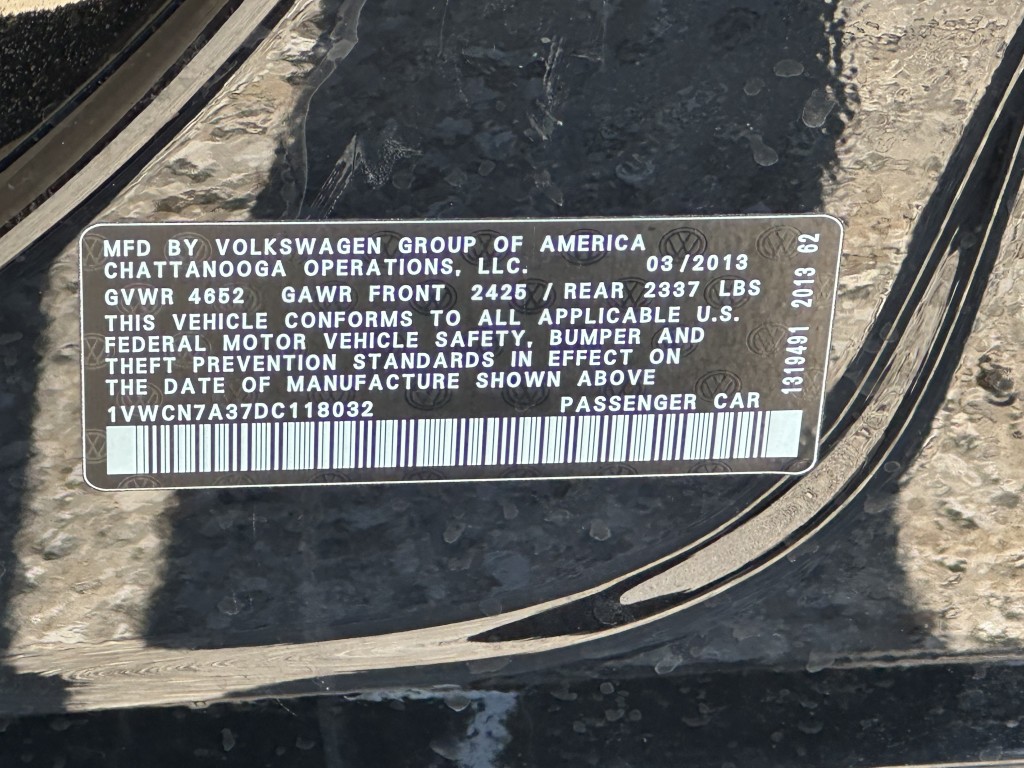 MFD BY VOLKSWAGEN GROUP OF AMERICA
CHATTANOOGA OPERATIONS, LLC. 03/2013
GVWR 4652 GAWR FRONT 2425 / REAR 2337 LBS
THIS VEHICLE CONFORMS TO ALL APPLICABLE U.S.
FEDERAL MOTOR VEHICLE SAFETY, BUMPER AND
THEFT PREVENTION STANDARDS IN EFFECT ON
THE DATE OF MANUFACTURE SHOWN ABOVE
1VWCN7A37DC118032 PASSENGER CAR
1319491 2013 62